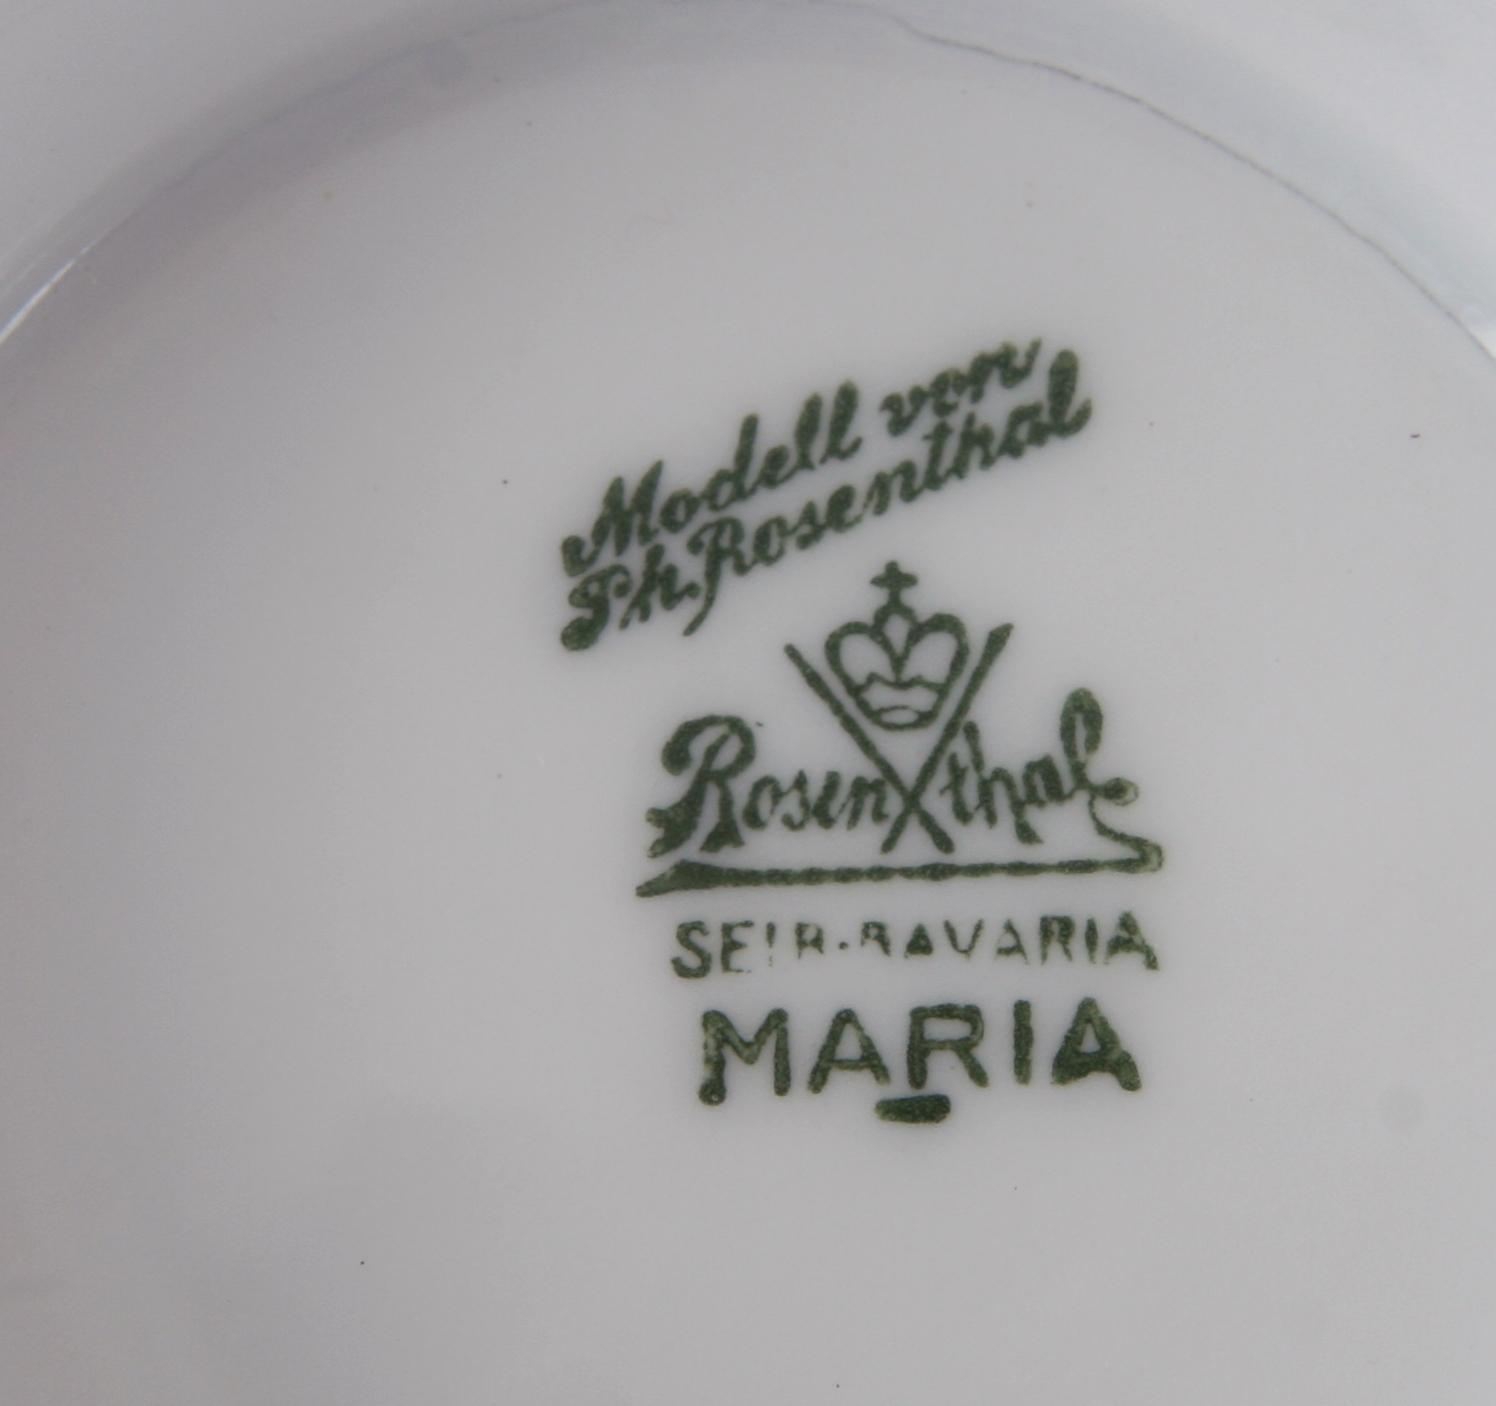 Modell von
Ph. Rosenthal
Rosenthal
SELB-BAVARIA
MARIA